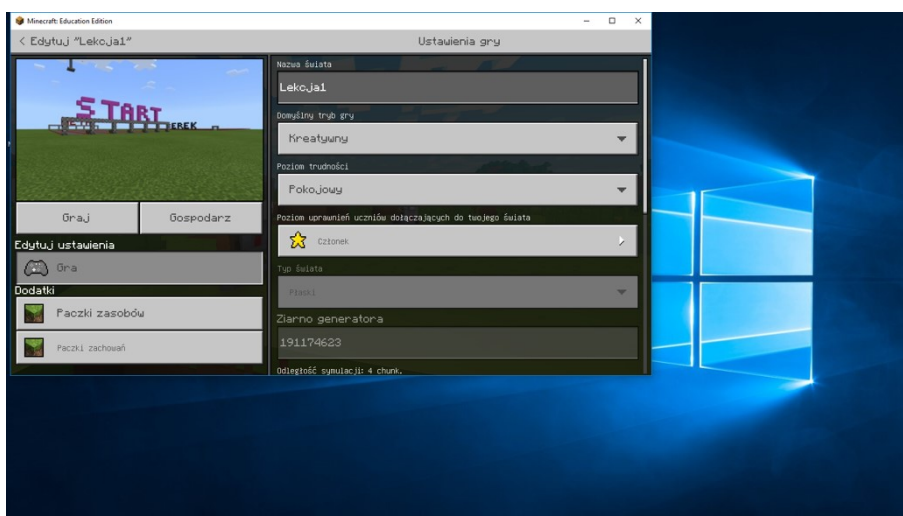 Minecraft: Education Edition
< Edytuj "Lekcja1"
Ustawienia gry
START
EREK
Graj
Gospodarz
Edytuj ustawienia
Gra
Dodatki
Paczki zasobów
Paczki zachowań
Nazwa świata
Lekcja1
Domyślny tryb gry
Kreatywny
Poziom trudności
Pokojowy
Poziom uprawnień uczniów dołączających do twojego świata
Członek
Typ świata
Płaski
Ziarno generatora
191174623
Odległość symulacji: 4 chunk.